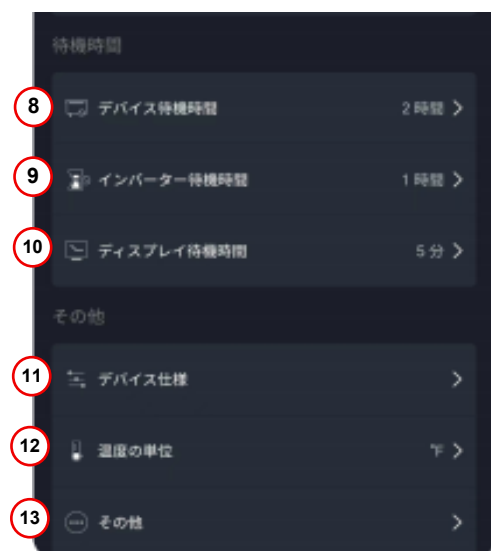 待機時間
8 デバイス待機時間 2時間
9 インバーター待機時間 1時間
10 ディスプレイ待機時間 5分
その他
11 デバイス仕様
12 温度の単位 °F
13 その他